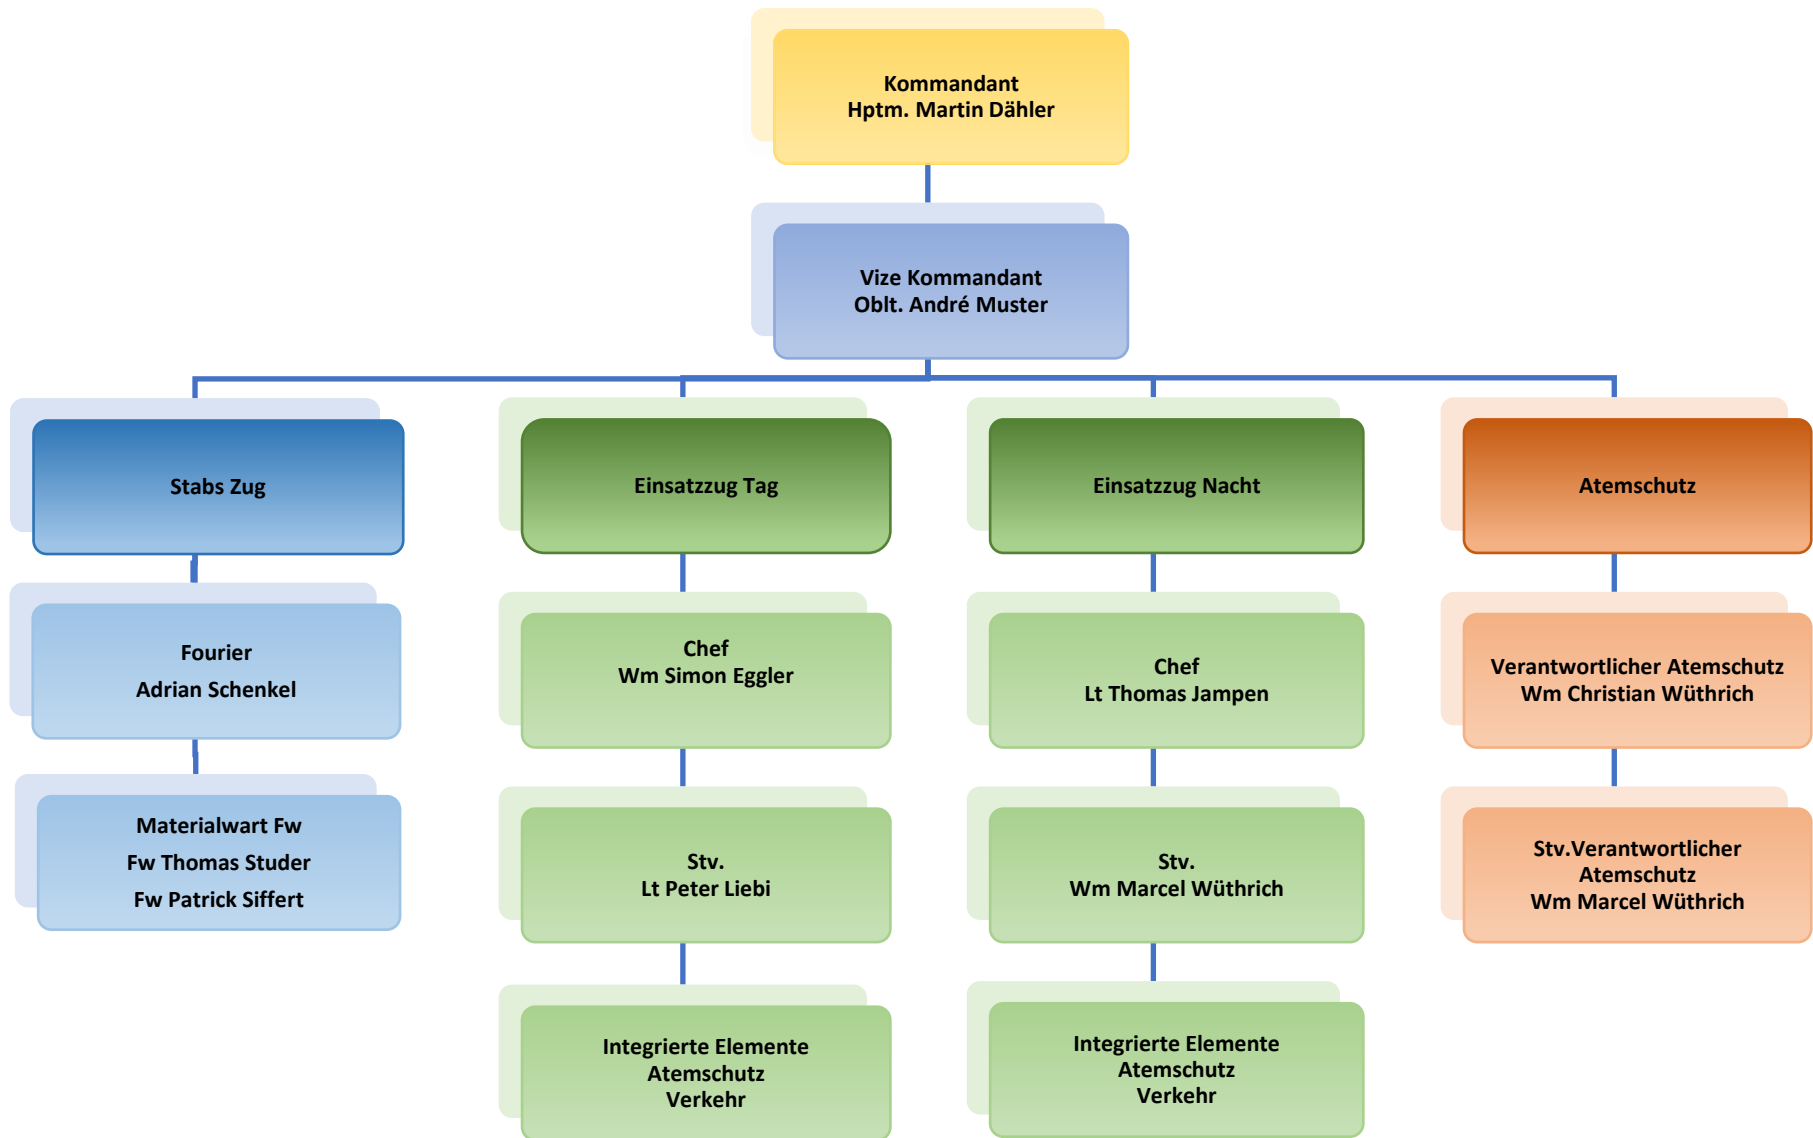 Kommandant
Hptm. Martin Dähler
Vize Kommandant
Oblt. André Muster
Stabs Zug
Einsatzzug Tag
Einsatzzug Nacht
Atemschutz
Fourier
Adrian Schenkel
Chef
Wm Simon Eggler
Chef
Lt Thomas Jampen
Verantwortlicher Atemschutz
Wm Christian Wüthrich
Materialwart Fw
Fw Thomas Studer
Fw Patrick Siffert
Stv.
Lt Peter Liebi
Stv.
Wm Marcel Wüthrich
Stv.Verantwortlicher
Atemschutz
Wm Marcel Wüthrich
Integrierte Elemente
Atemschutz
Verkehr
Integrierte Elemente
Atemschutz
Verkehr